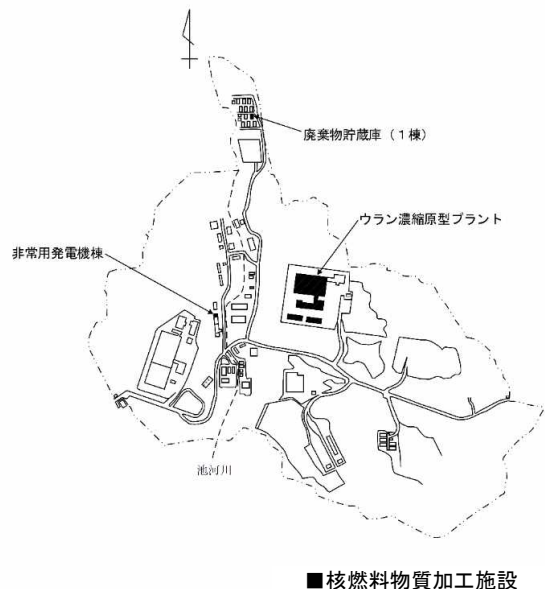 廃棄物貯蔵庫（１棟）
ウラン濃縮原型プラント
非常用発電機棟
池河川
■核燃料物質加工施設